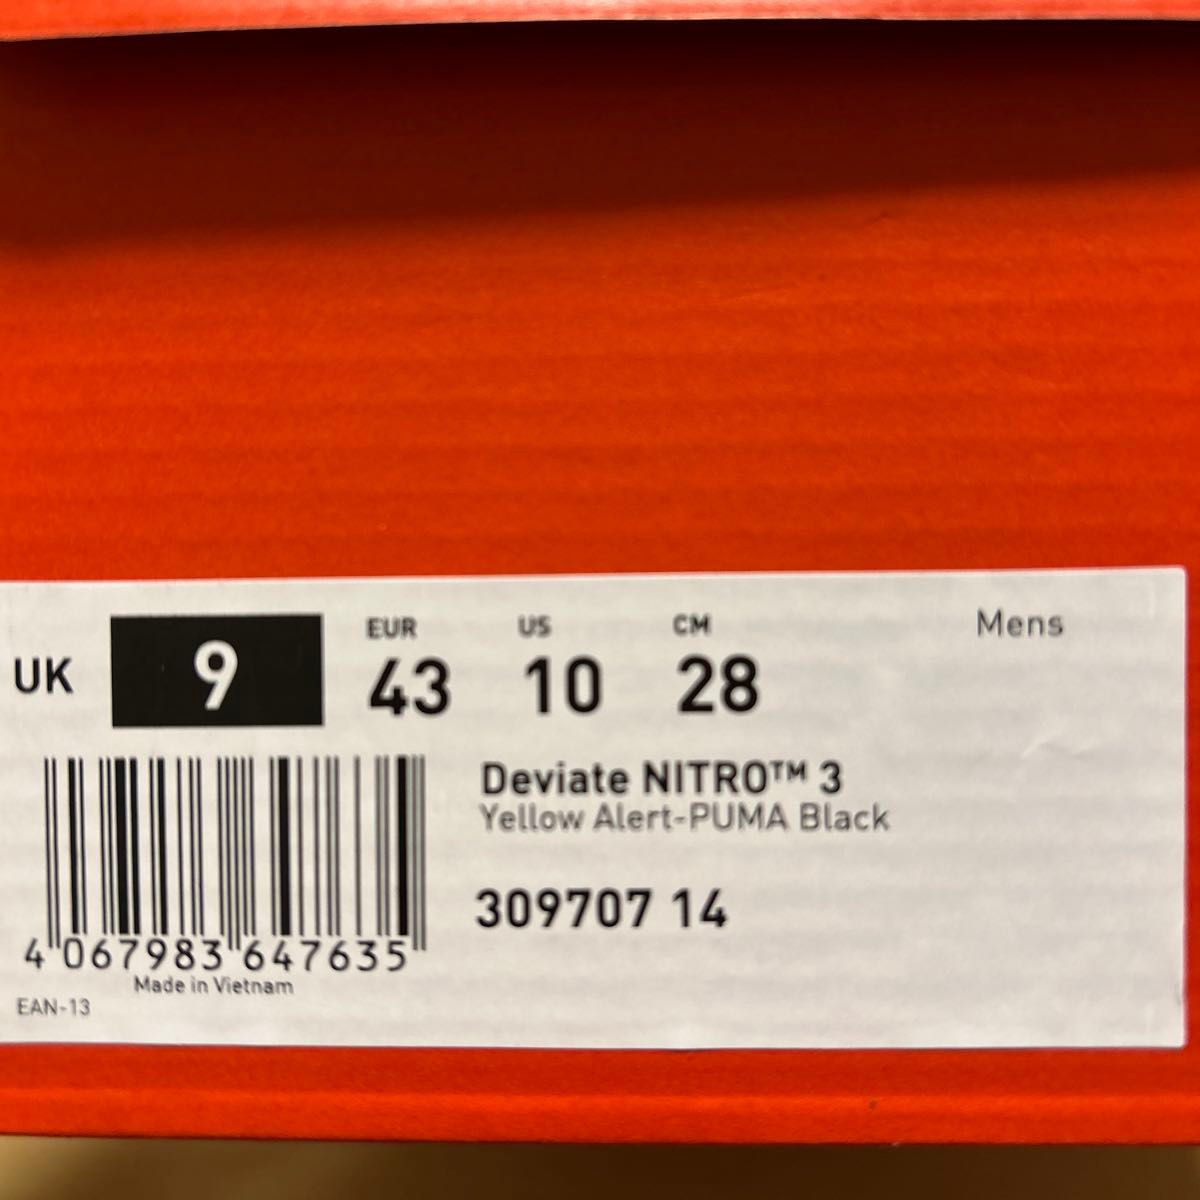 UK 9 EUR 43 US 10 CM 28 Mens
Deviate NITRO™ 3
Yellow Alert-PUMA Black
309707 14
4 067983 647635
Made in Vietnam
EAN-13